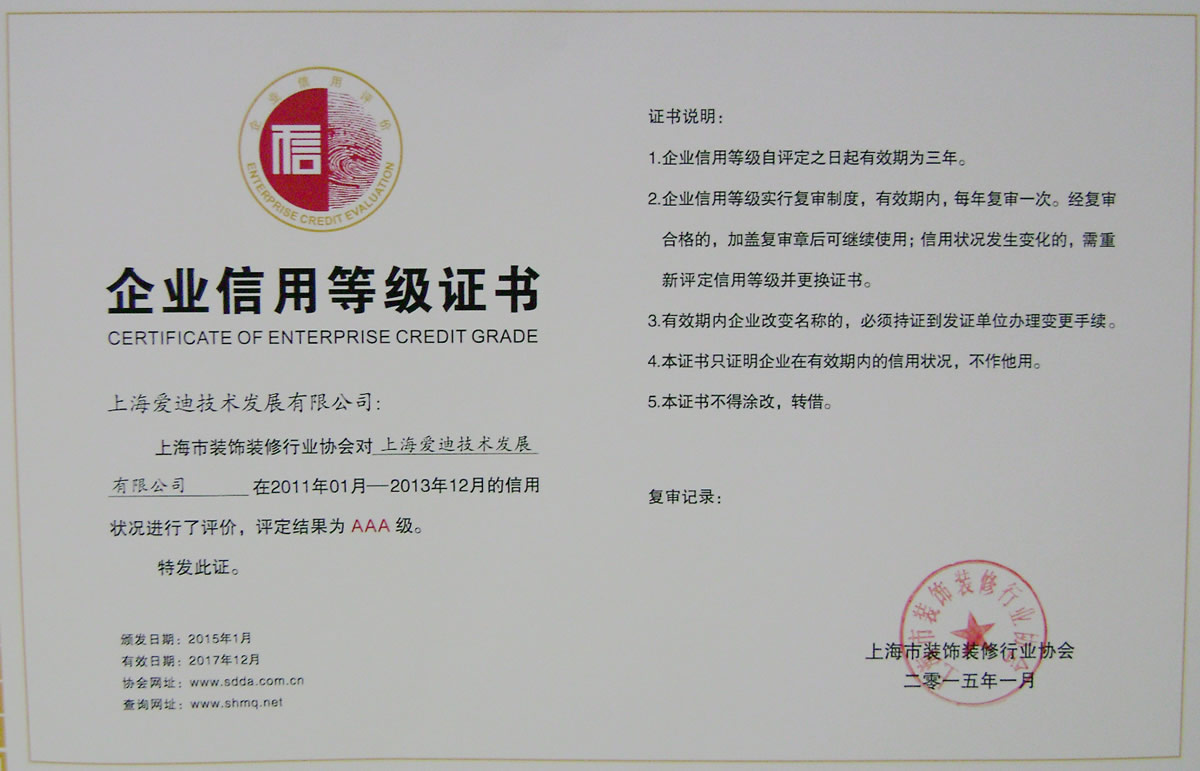 企业信用评价
信
ENTERPRISE CREDIT EVALUATION
企业信用等级证书
CERTIFICATE OF ENTERPRISE CREDIT GRADE
上海爱迪技术发展有限公司:
上海市装饰装修行业协会对 上海爱迪技术发展
有限公司 在2011年01月—2013年12月的信用
状况进行了评价，评定结果为 AAA 级。
特发此证。
颁发日期：2015年1月
有效日期：2017年12月
协会网址：www.sdda.com.cn
查询网址：www.shmq.net
证书说明：
1.企业信用等级自评定之日起有效期为三年。
2.企业信用等级实行复审制度，有效期内，每年复审一次。经复审
合格的，加盖复审章后可继续使用；信用状况发生变化的，需重
新评定信用等级并更换证书。
3.有效期内企业改变名称的，必须持证到发证单位办理变更手续。
4.本证书只证明企业在有效期内的信用状况，不作他用。
5.本证书不得涂改，转借。
复审记录：
上海市装饰装修行业协会
上海市装饰装修行业协会
二零一五年一月